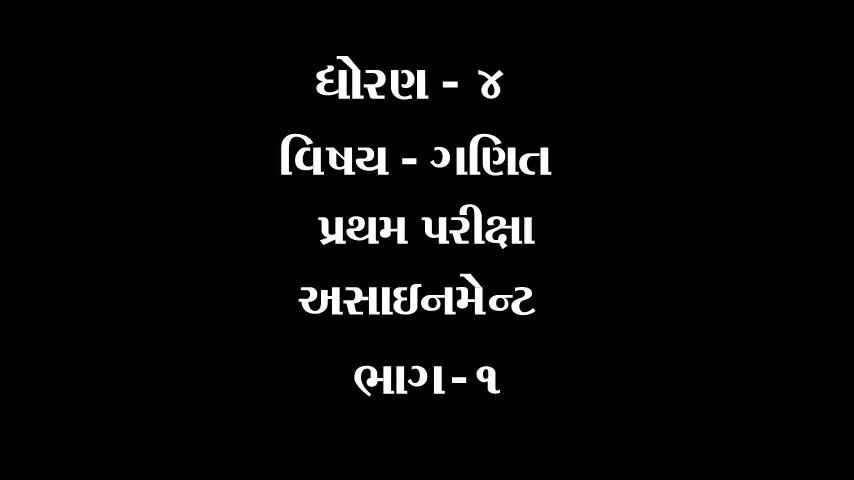 ધોરણ - ૪
વિષય - ગણિત
પ્રથમ પરીક્ષા
અસાઇનમેન્ટ
ભાગ - ૧